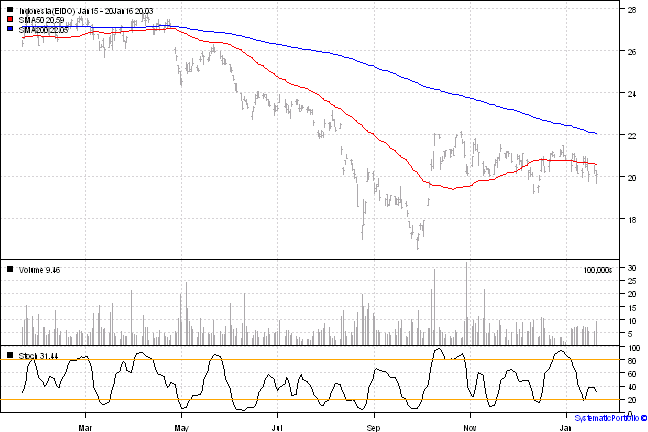 Indonesia(EIDO) Jan 15 - 20Jan 16 20.03
SMA50 20.59
SMA200 22.05
28
26
24
22
20
18
Volume 9.46
100,000s
30
25
20
15
10
5
Stoch 31.44
100
80
60
40
20
0
Mar
May
Jul
Sep
Nov
Jan
SystematicPortfolio ©